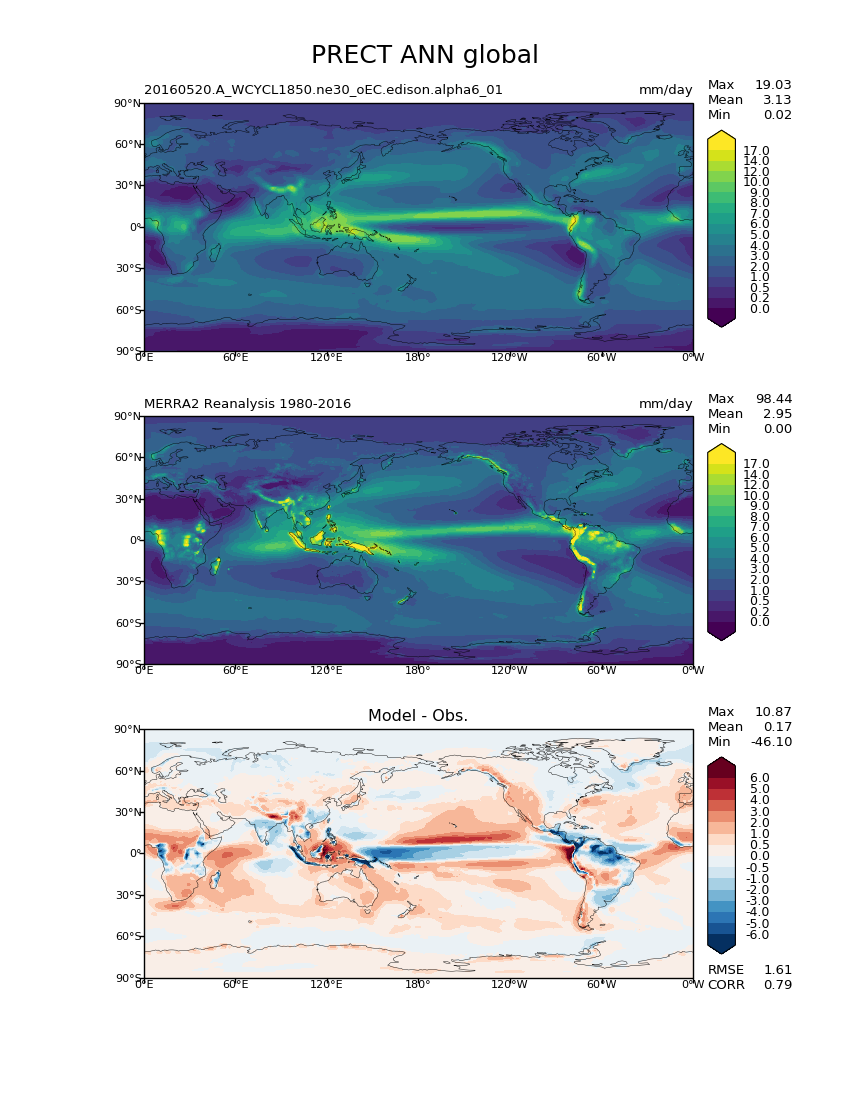 PRECT ANN global
20160520.A_WCYCL1850.ne30_oEC.edison.alpha6_01 mm/day
Max 19.03
Mean 3.13
Min 0.02
90°N
60°N
30°N
0°
30°S
60°S
90°S
0°E 60°E 120°E 180° 120°W 60°W 0°W
17.0
14.0
12.0
10.0
9.0
8.0
7.0
6.0
5.0
4.0
3.0
2.0
1.0
0.5
0.2
0.0
MERRA2 Reanalysis 1980-2016 mm/day
Max 98.44
Mean 2.95
Min 0.00
90°N
60°N
30°N
0°
30°S
60°S
90°S
0°E 60°E 120°E 180° 120°W 60°W 0°W
17.0
14.0
12.0
10.0
9.0
8.0
7.0
6.0
5.0
4.0
3.0
2.0
1.0
0.5
0.2
0.0
Model - Obs.
Max 10.87
Mean 0.17
Min -46.10
90°N
60°N
30°N
0°
30°S
60°S
90°S
0°E 60°E 120°E 180° 120°W 60°W 0°W
6.0
5.0
4.0
3.0
2.0
1.0
0.5
0.0
-0.5
-1.0
-2.0
-3.0
-4.0
-5.0
-6.0
RMSE 1.61
CORR 0.79